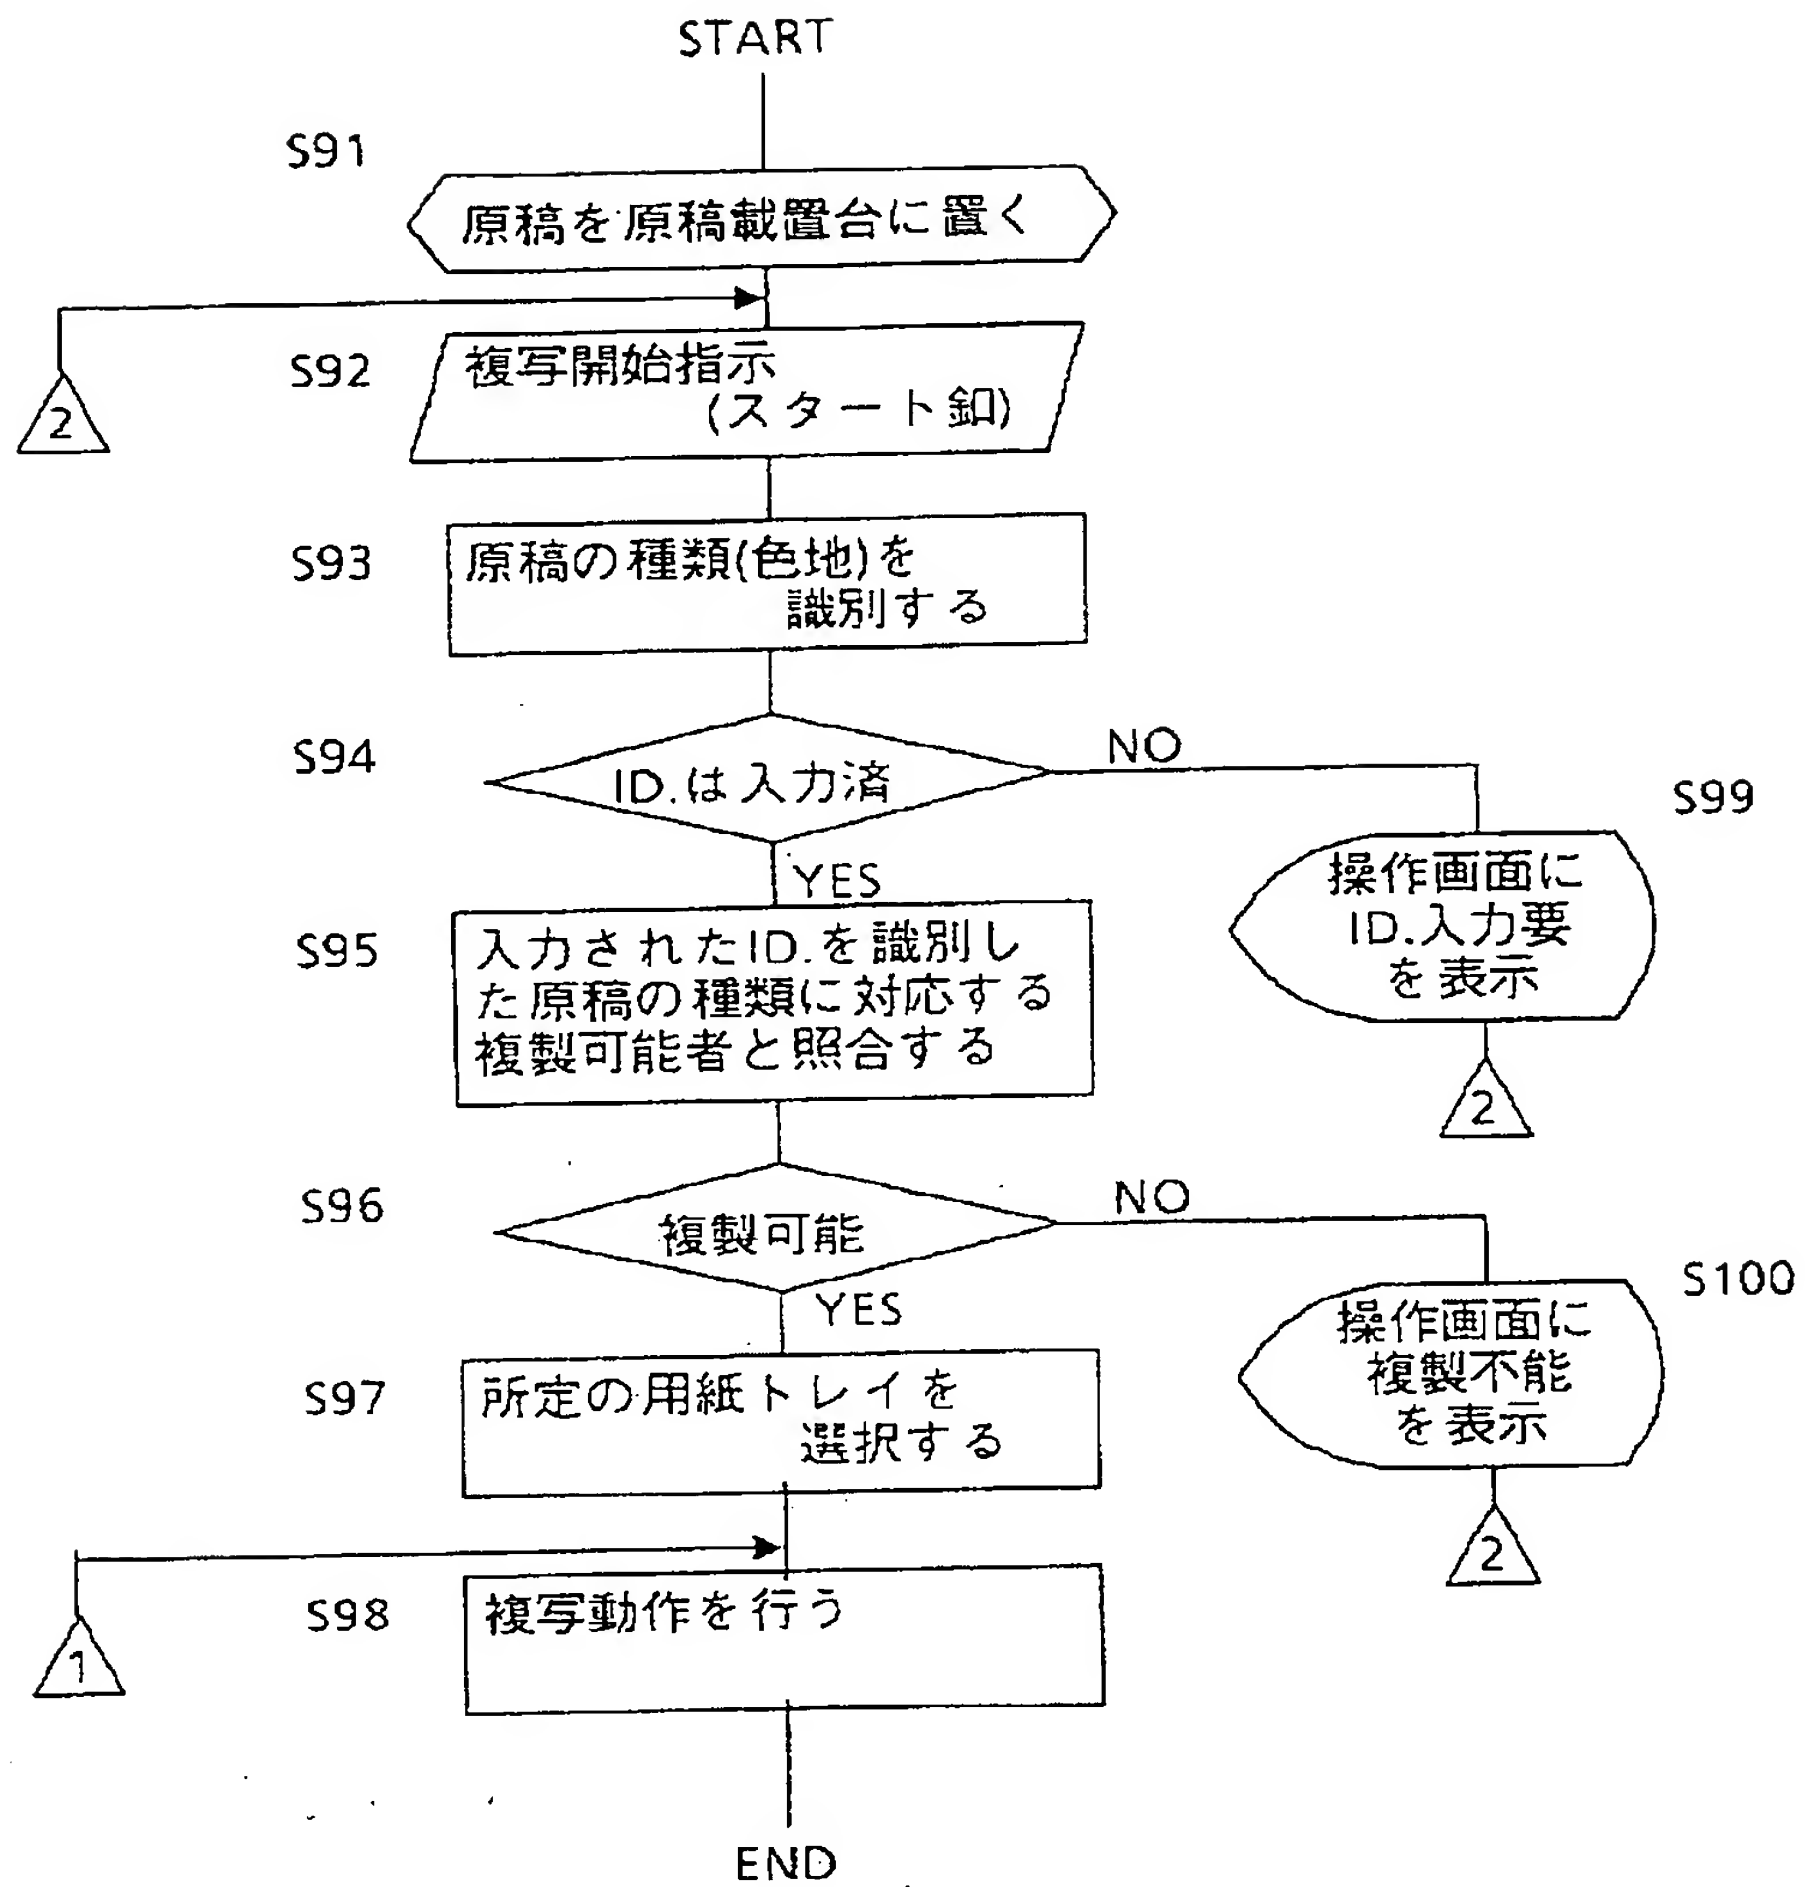 START
S91
原稿を原稿載置台に置く
S92
複写開始指示
(スタート釦)
2
S93
原稿の種類(色地)を
識別する
S94
ID.は入力済
NO
YES
S99
操作画面に
ID.入力要
を表示
2
S95
入力されたID.を識別し
た原稿の種類に対応する
複製可能者と照合する
S96
複製可能
NO
YES
S100
操作画面に
複製不能
を表示
2
S97
所定の用紙トレイを
選択する
S98
複写動作を行う
1
END